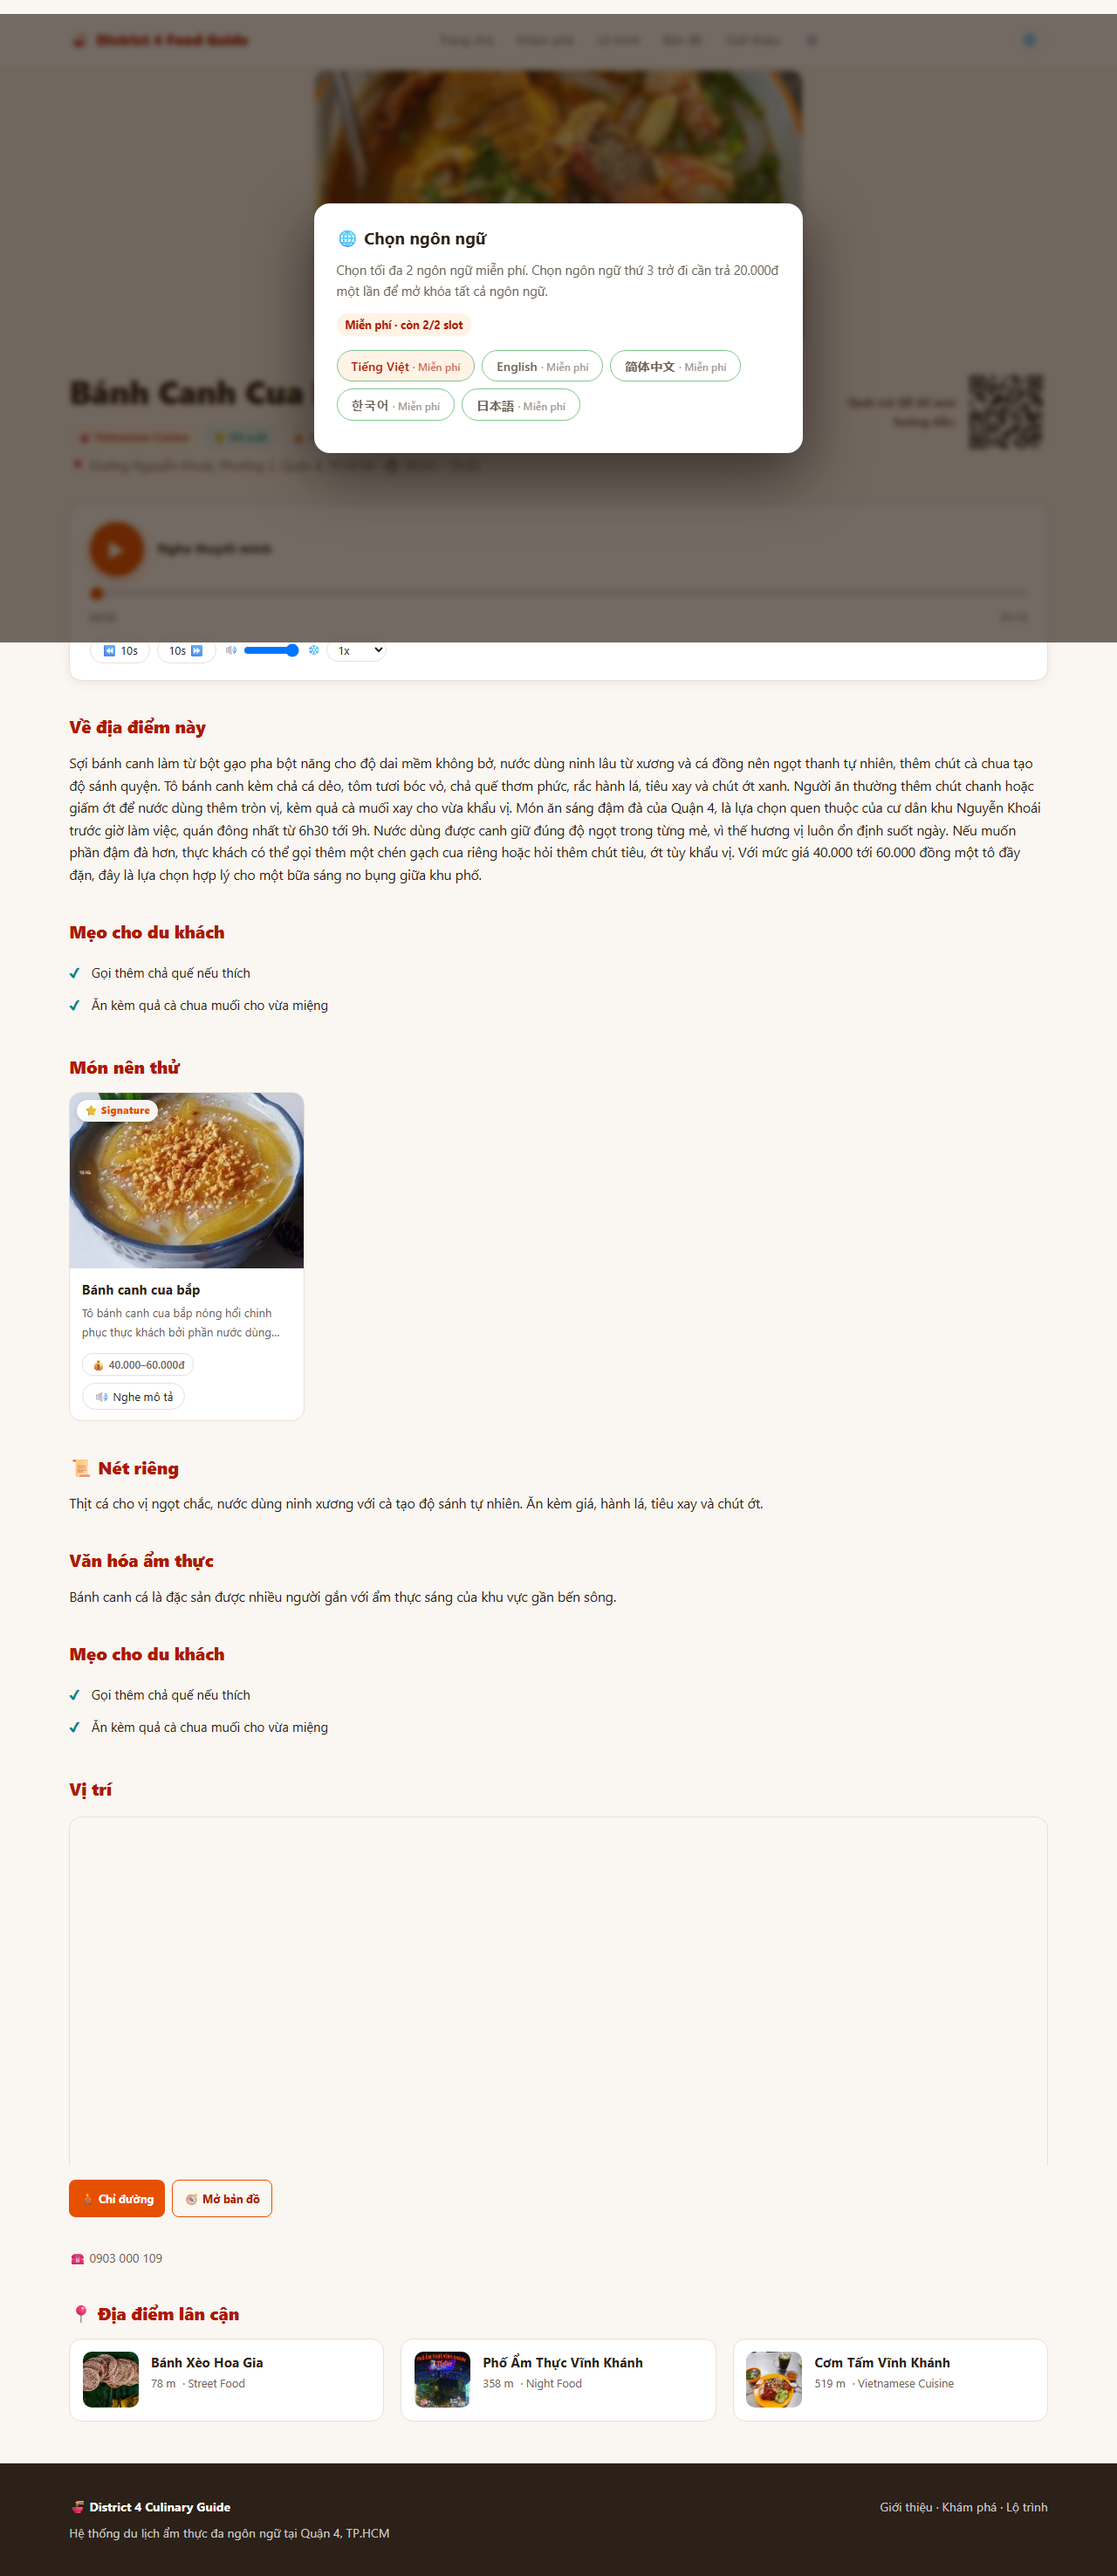 District 4 Food Guide
Trang chủ Khám phá Lộ trình Bản đồ Giới thiệu
🌐 Chọn ngôn ngữ
Chọn tối đa 2 ngôn ngữ miễn phí. Chọn ngôn ngữ thứ 3 trở đi cần trả 20.000đ
một lần để mở khóa tất cả ngôn ngữ.
Miễn phí · còn 2/2 slot
Tiếng Việt · Miễn phí English · Miễn phí 简体中文 · Miễn phí
한국어 · Miễn phí 日本語 · Miễn phí
Bánh Canh Cua
Vietnamese Cuisine
Nghe thuyết minh
⏪ 10s 10s ⏩ 1x
Về địa điểm này
Sợi bánh canh làm từ bột gạo pha bột năng cho độ dai mềm không bở, nước dùng ninh lâu từ xương và cá đồng nên ngọt thanh tự nhiên, thêm chút cà chua tạo
độ sánh quyện. Tô bánh canh kèm chả cá dẻo, tôm tươi bóc vỏ, chả quế thơm phức, rắc hành lá, tiêu xay và chút ớt xanh. Người ăn thường thêm chút chanh hoặc
giấm ớt để nước dùng thêm tròn vị, kèm quả cà muối xay cho vừa khẩu vị. Món ăn sáng đậm đà của Quận 4, là lựa chọn quen thuộc của cư dân khu Nguyễn Khoái
trước giờ làm việc, quán đông nhất từ 6h30 tới 9h. Nước dùng được canh giữ đúng độ ngọt trong từng mẻ, vì thế hương vị luôn ổn định suốt ngày. Nếu muốn
phần đậm đà hơn, thực khách có thể gọi thêm một chén gạch cua riêng hoặc hỏi thêm chút tiêu, ớt tùy khẩu vị. Với mức giá 40.000 tới 60.000 đồng một tô đầy
đặn, đây là lựa chọn hợp lý cho một bữa sáng no bụng giữa khu phố.
Mẹo cho du khách
✔ Gọi thêm chả quế nếu thích
✔ Ăn kèm quả cà chua muối cho vừa miệng
Món nên thử
⭐ Signature
Bánh canh cua bắp
Tô bánh canh cua bắp nóng hổi chinh
phục thực khách bởi phần nước dùng...
💰 40.000–60.000đ
🔊 Nghe mô tả
📜 Nét riêng
Thịt cá cho vị ngọt chắc, nước dùng ninh xương với cà tạo độ sánh tự nhiên. Ăn kèm giá, hành lá, tiêu xay và chút ớt.
Văn hóa ẩm thực
Bánh canh cá là đặc sản được nhiều người gắn với ẩm thực sáng của khu vực gần bến sông.
Mẹo cho du khách
✔ Gọi thêm chả quế nếu thích
✔ Ăn kèm quả cà chua muối cho vừa miệng
Vị trí
Chỉ đường Mở bản đồ
☎ 0903 000 109
📍 Địa điểm lân cận
Bánh Xèo Hoa Gia
78 m · Street Food
Phố Ẩm Thực Vĩnh Khánh
358 m · Night Food
Cơm Tấm Vĩnh Khánh
519 m · Vietnamese Cuisine
District 4 Culinary Guide
Giới thiệu · Khám phá · Lộ trình
Hệ thống du lịch ẩm thực đa ngôn ngữ tại Quận 4, TP.HCM